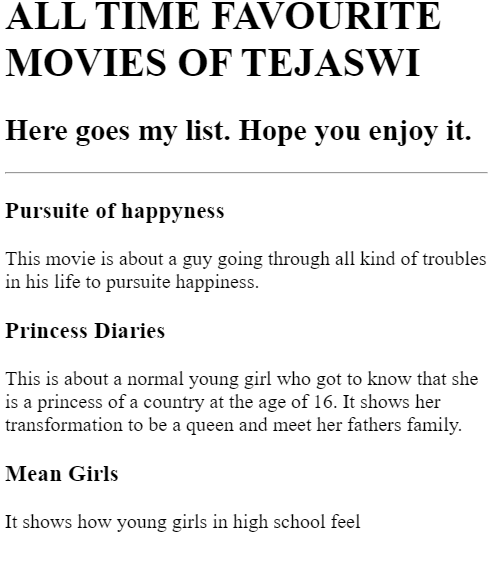 ALL TIME FAVOURITE
MOVIES OF TEJASWI
Here goes my list. Hope you enjoy it.
Pursuite of happyness
This movie is about a guy going through all kind of troubles
in his life to pursuite happiness.
Princess Diaries
This is about a normal young girl who got to know that she
is a princess of a country at the age of 16. It shows her
transformation to be a queen and meet her fathers family.
Mean Girls
It shows how young girls in high school feel